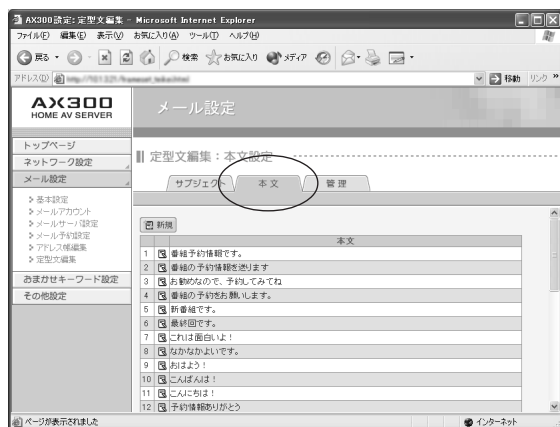 AX300設定:定型文編集 - Microsoft Internet Explorer
ファイル(F) 編集(E) 表示(V) お気に入り(A) ツール(T) ヘルプ(H)
戻る 検索 お気に入り メディア
アドレス(D) 移動 リンク »
AX300
HOME AV SERVER
メール設定
トップページ
ネットワーク設定
メール設定
基本設定
メールアカウント
メールサーバ設定
メール予約設定
アドレス帳編集
定型文編集
おまかせキーワード設定
その他設定
定型文編集:本文設定
サブジェクト 本文 管理
新規
本文
1 番組予約情報です。
2 番組の予約情報を送ります
3 お勧めなので、予約してみてね
4 番組の予約をお願いします。
5 新番組です。
6 最終回です。
7 これは面白いよ!
8 なかなかよいです。
9 おはよう!
10 こんばんは!
11 こんにちは!
12 予約情報ありがとう
ページが表示されました
インターネット